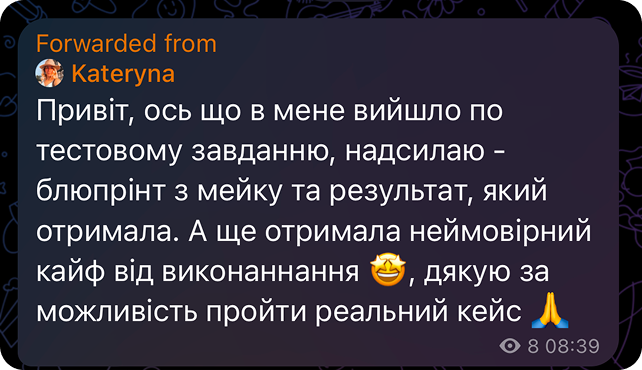 Forwarded from
Kateryna
Привіт, ось що в мене вийшло по
тестовому завданню, надсилаю -
блюпрінт з мейку та результат, який
отримала. А ще отримала неймовірний
кайф від виконаннання 🤩, дякую за
можливість пройти реальний кейс 🙏
8 08:39